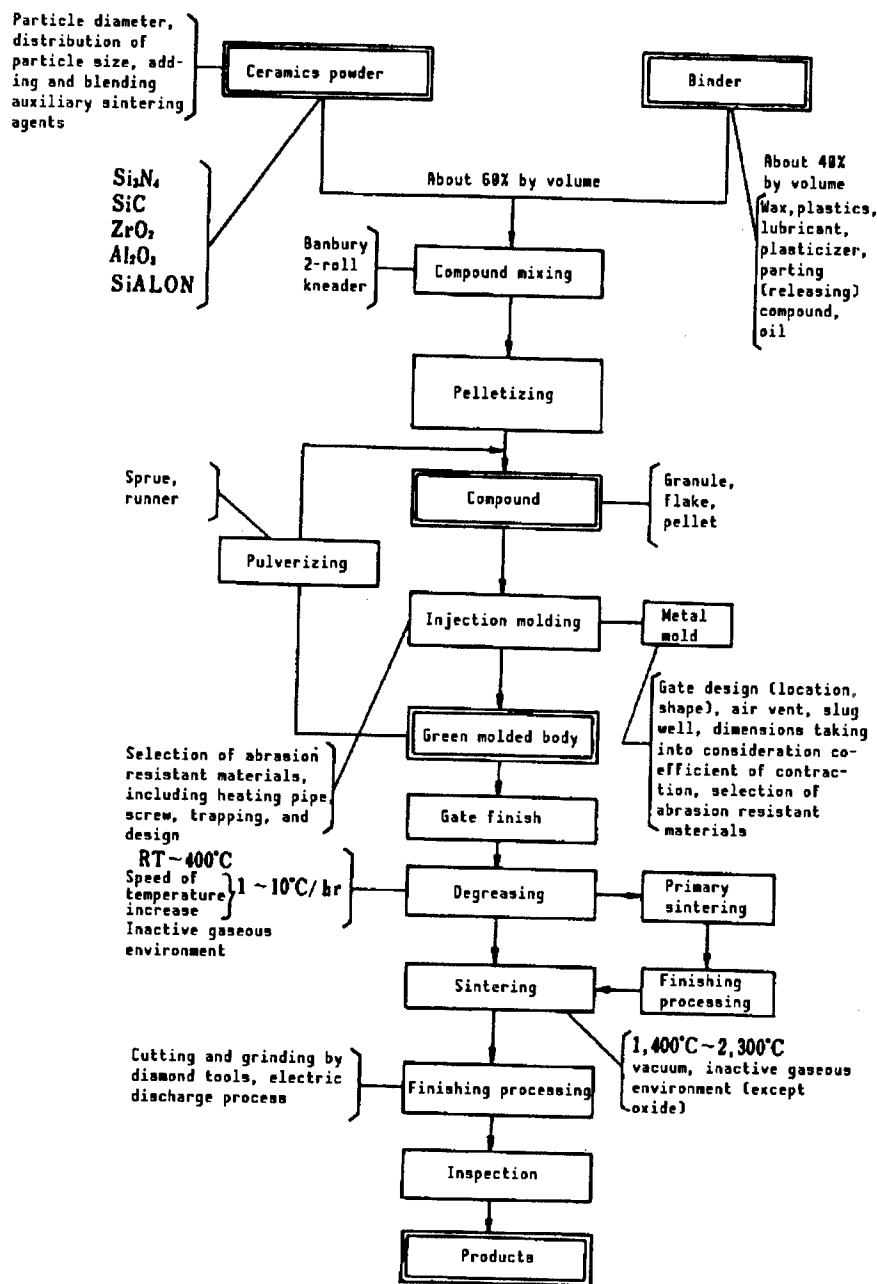 Particle diameter,
distribution of
particle size, add-
ing and blending
auxiliary sintering
agents
Ceramics powder
Binder
Si₃N₄
SiC
ZrO₂
Al₂O₃
SiALON
About 60% by volume
About 40%
by volume
Wax,plastics,
lubricant,
plasticizer,
parting
(releasing)
compound,
oil
Banbury
2-roll
kneader
Compound mixing
Pelletizing
Sprue,
runner
Compound
Granule,
flake,
pellet
Pulverizing
Injection molding
Metal
mold
Gate design (location,
shape), air vent, slug
well, dimensions taking
into consideration co-
efficient of contrac-
tion, selection of
abrasion resistant
materials
Green molded body
Selection of abrasion
resistant materials,
including heating pipe
screw, trapping, and
design
Gate finish
RT~400°C
Speed of
temperature
increase
1~10°C/hr
Inactive gaseous
environment
Degreasing
Primary
sintering
Sintering
Finishing
processing
1,400°C~2,300°C
vacuum, inactive gaseous
environment (except
oxide)
Cutting and grinding by
diamond tools, electric
discharge process
Finishing processing
Inspection
Products